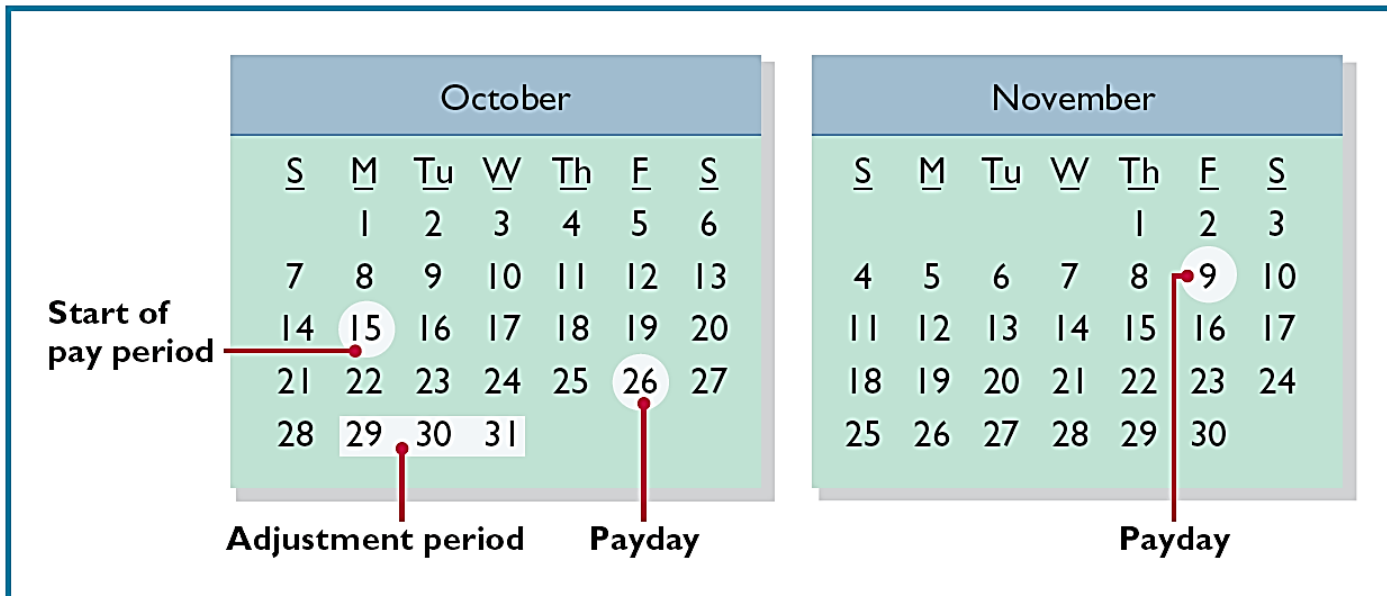 October
S M Tu W Th F S
1 2 3 4 5 6
7 8 9 10 11 12 13
14 15 16 17 18 19 20
21 22 23 24 25 26 27
28 29 30 31
November
S M Tu W Th F S
1 2 3
4 5 6 7 8 9 10
11 12 13 14 15 16 17
18 19 20 21 22 23 24
25 26 27 28 29 30
Start of
pay period
Adjustment period
Payday
Payday